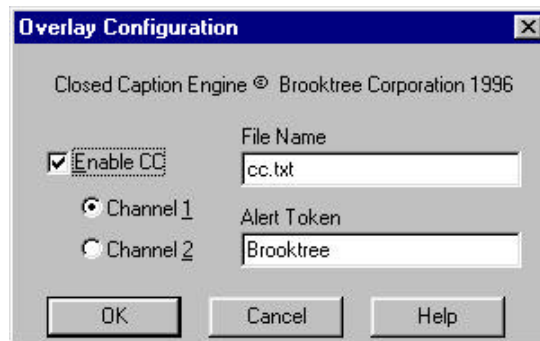 Overlay Configuration
Closed Caption Engine © Brooktree Corporation 1996
Enable CC
Channel 1
Channel 2
File Name
cc.txt
Alert Token
Brooktree
OK
Cancel
Help